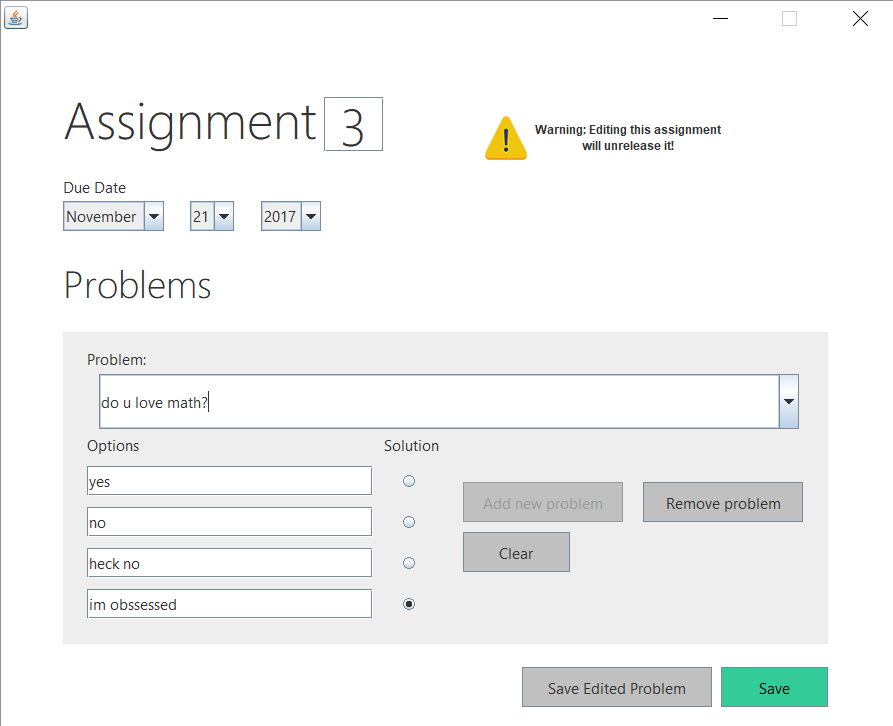 Assignment 3
Warning: Editing this assignment
will unrelease it!
Due Date
November 21 2017
Problems
Problem:
do u love math?
Options Solution
yes
no
heck no
im obssessed
Add new problem Remove problem
Clear
Save Edited Problem Save